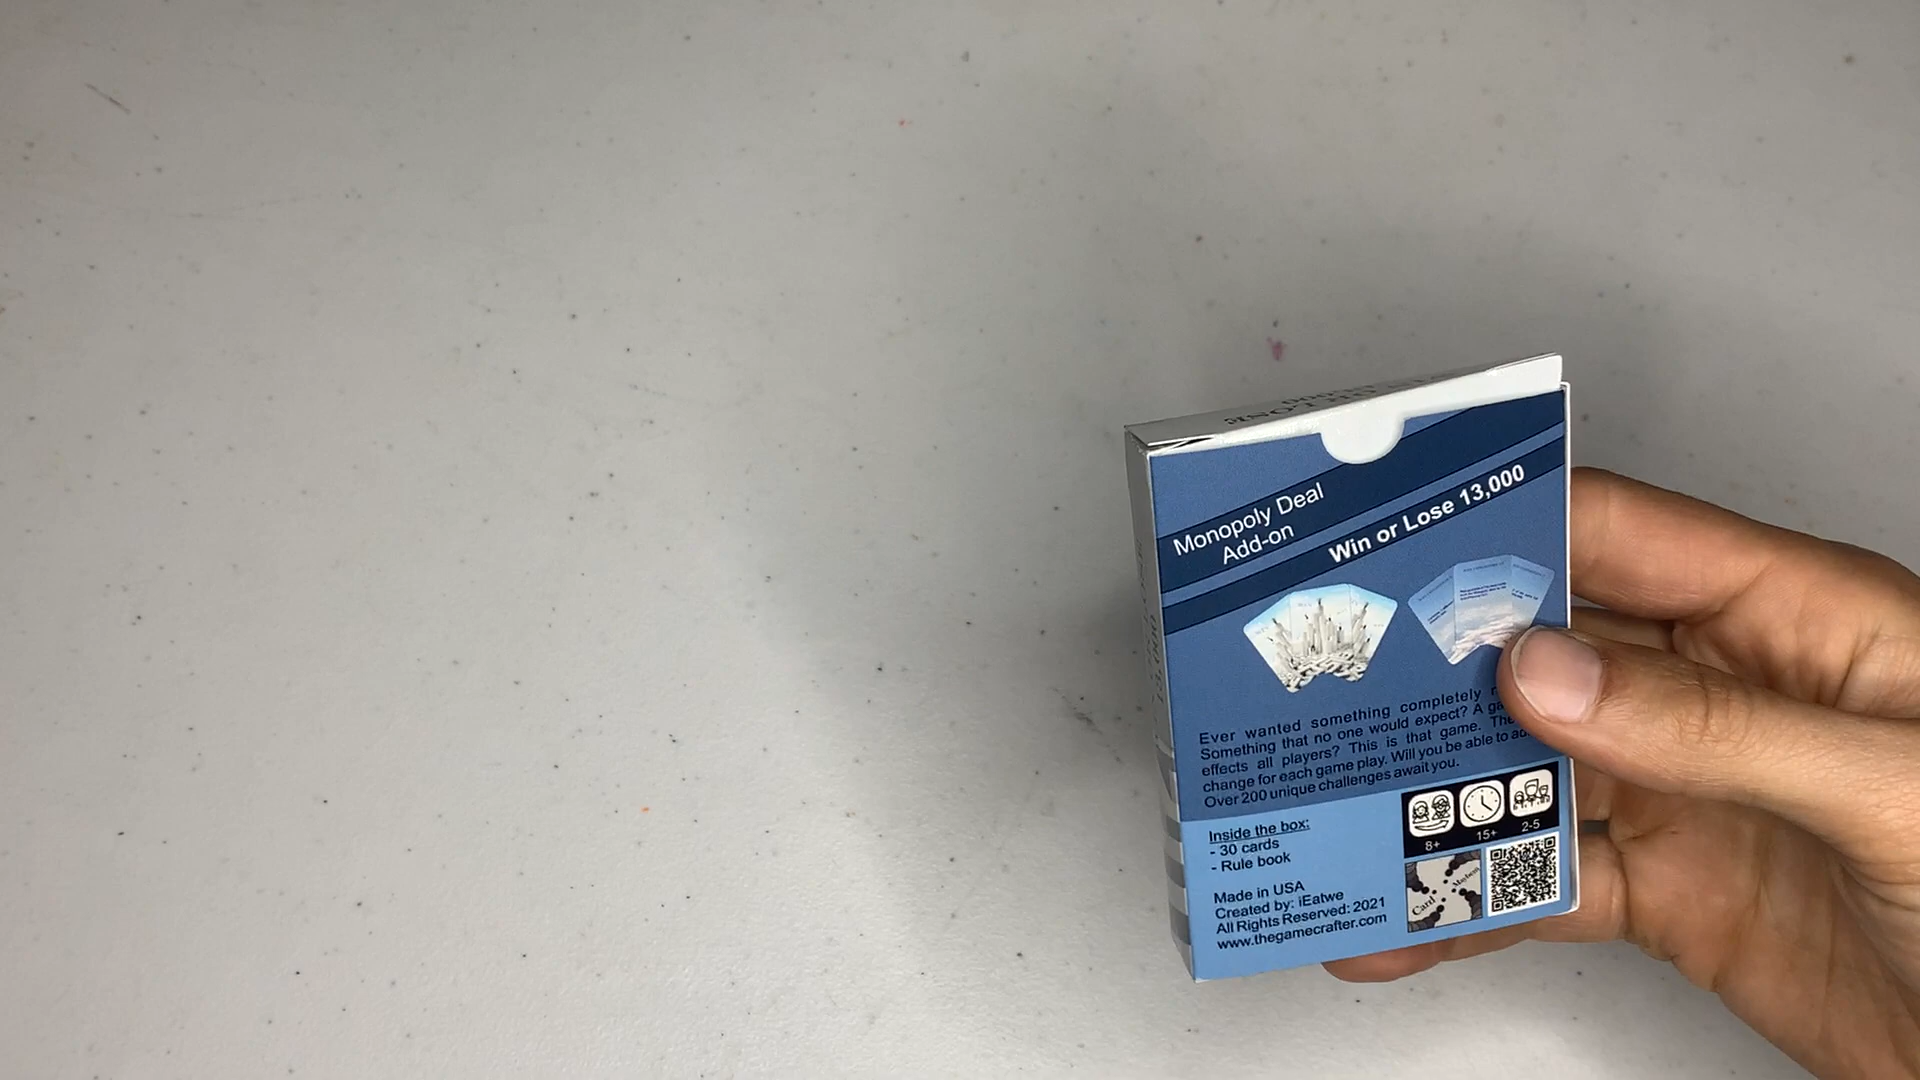 Monopoly Deal
Add-on
Win or Lose 13,000
Ever wanted something completely
Something that no one would expect? A
effects all players? This is that game.
change for each game play. Will you be able to
Over 200 unique challenges await you.
8+
15+
2-5
Inside the box:
- 30 cards
- Rule book
Made in USA
Created by: iEatwe
All Rights Reserved: 2021
www.thegamecrafter.com
Card
Mayhem